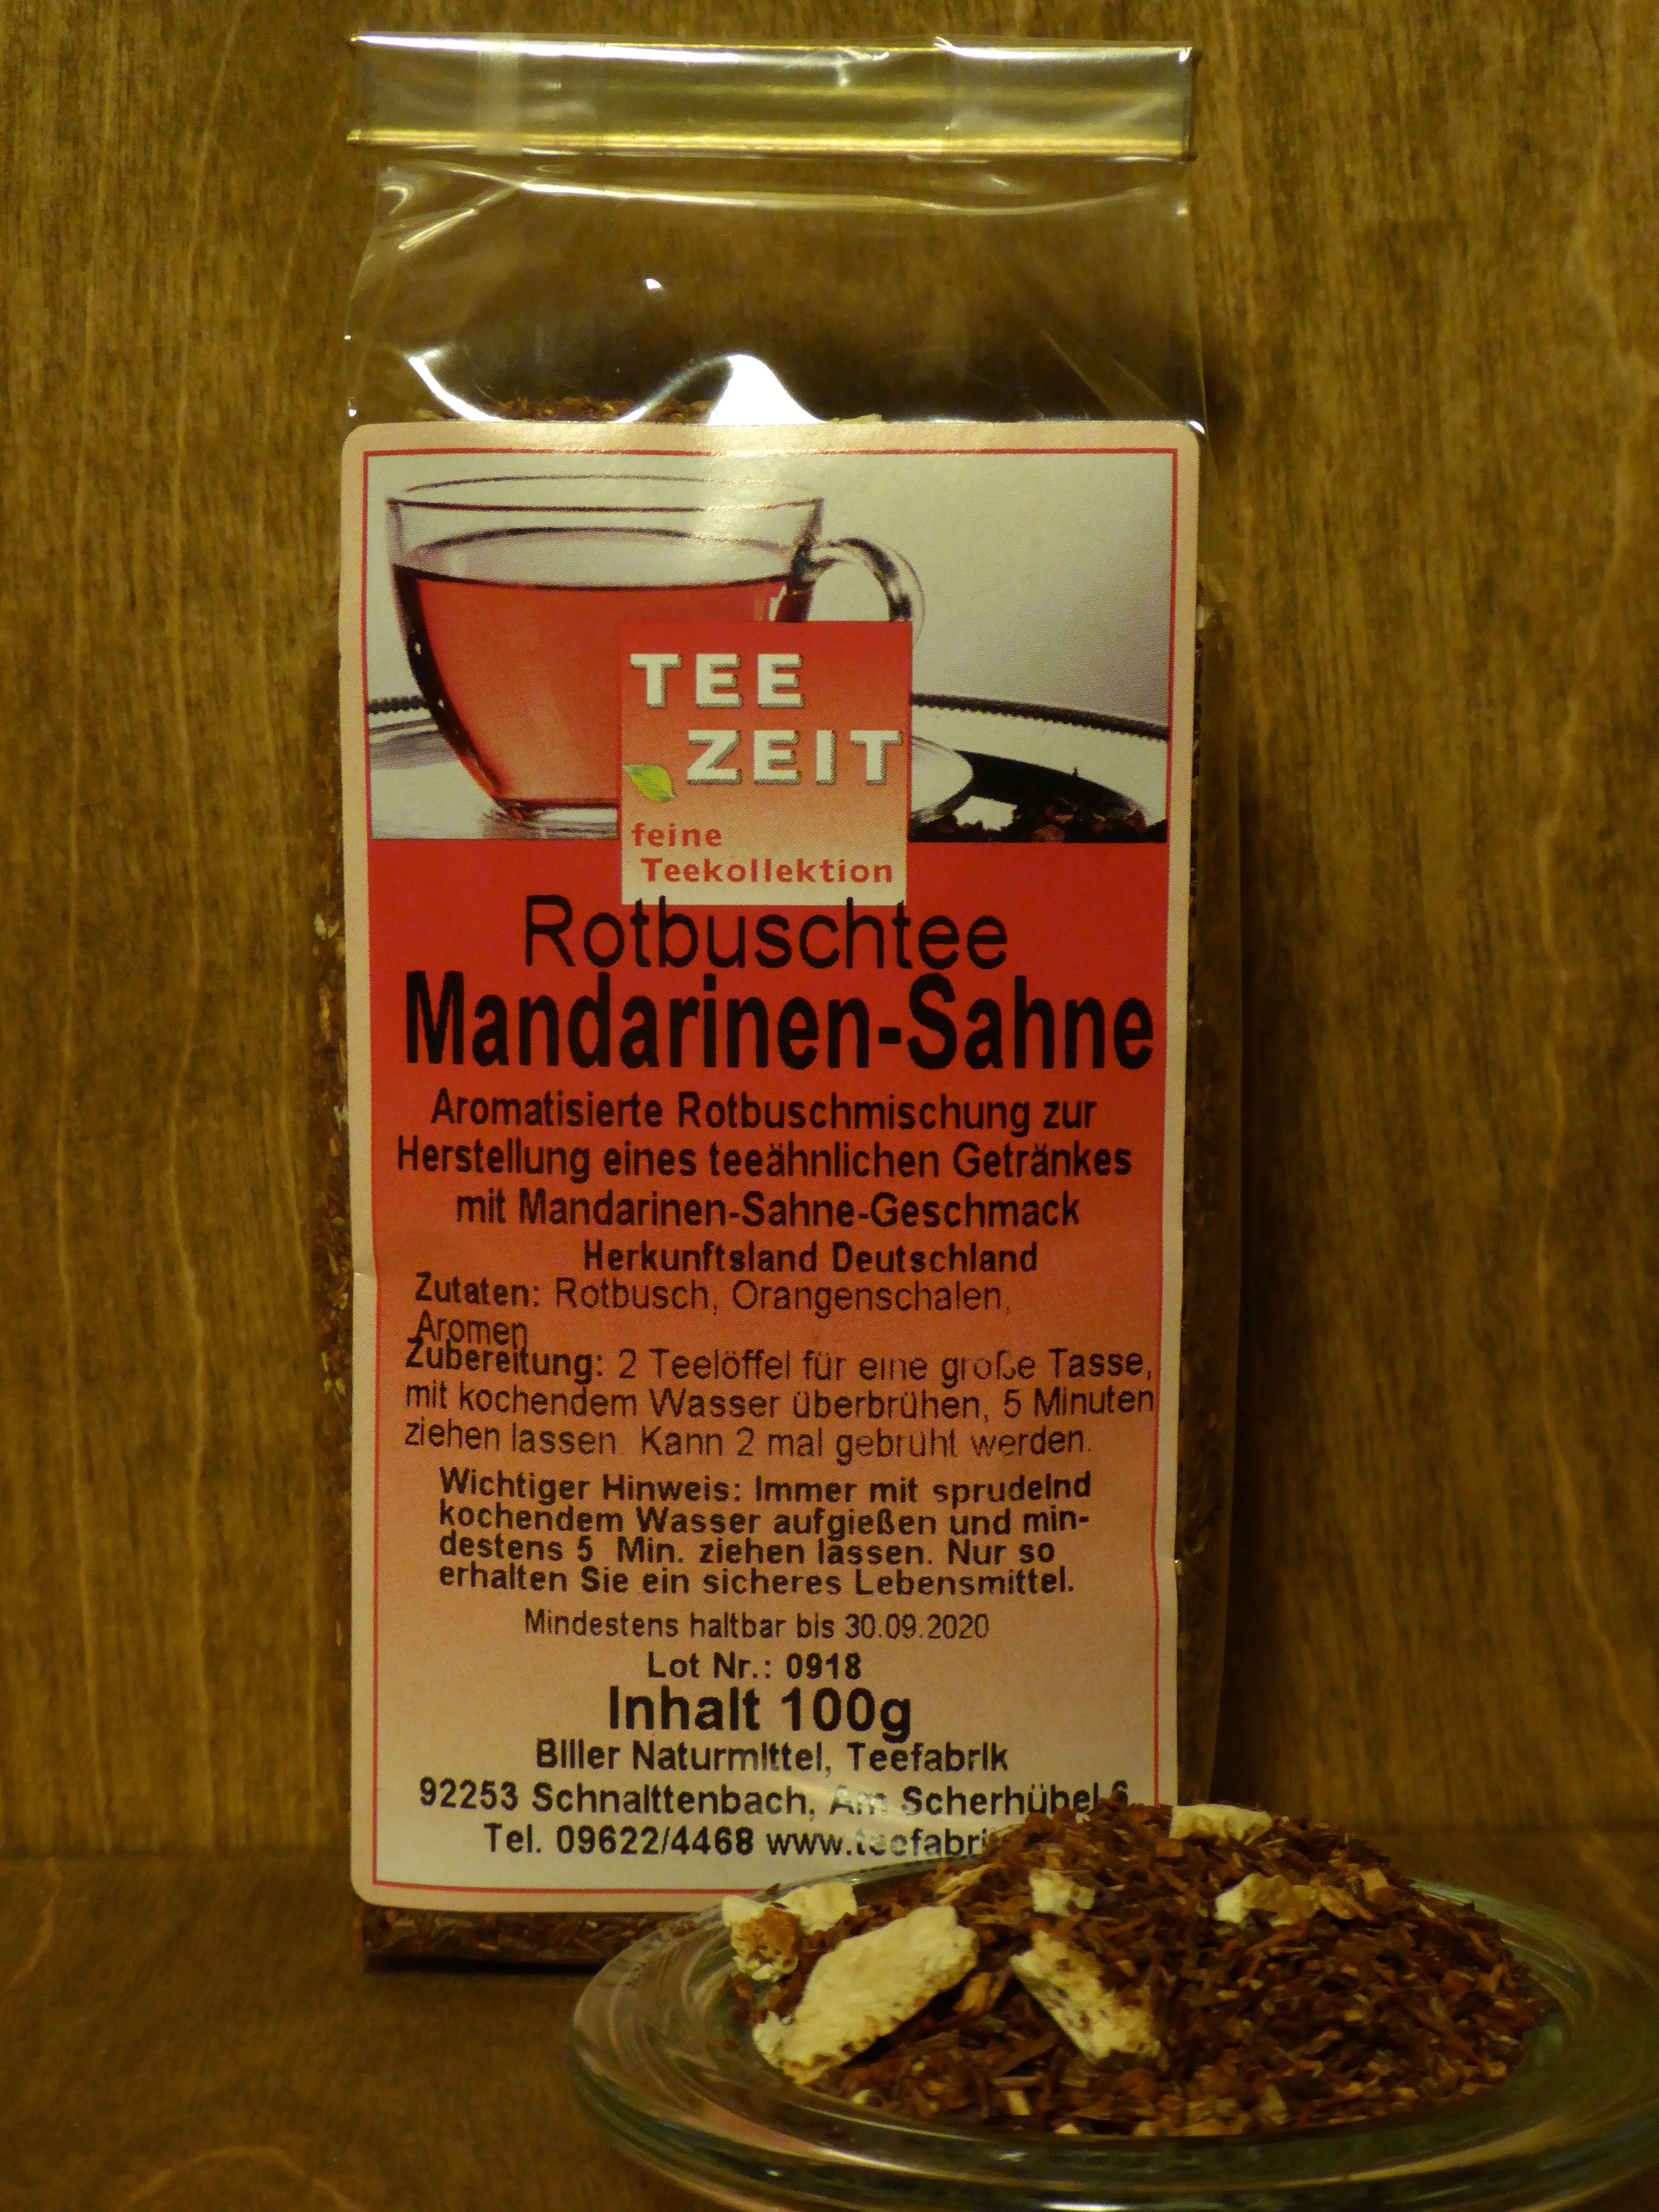 TEE
ZEIT
feine
Teekollektion
Rotbuschtee
Mandarinen-Sahne
Aromatisierte Rotbuschmischung zur
Herstellung eines teeähnlichen Getränkes
mit Mandarinen-Sahne-Geschmack
Herkunftsland Deutschland
Zutaten: Rotbusch, Orangenschalen,
Aromen
Zubereitung: 2 Teelöffel für eine große Tasse,
mit kochendem Wasser überbrühen, 5 Minuten
ziehen lassen. Kann 2 mal gebrüht werden.
Wichtiger Hinweis: Immer mit sprudelnd
kochendem Wasser aufgießen und min-
destens 5 Min. ziehen lassen. Nur so
erhalten Sie ein sicheres Lebensmittel.
Mindestens haltbar bis 30.09.2020
Lot Nr.: 0918
Inhalt 100g
Biller Naturmittel, Teefabrik
92253 Schnaittenbach, Am Scherhübel 6
Tel. 09622/4468